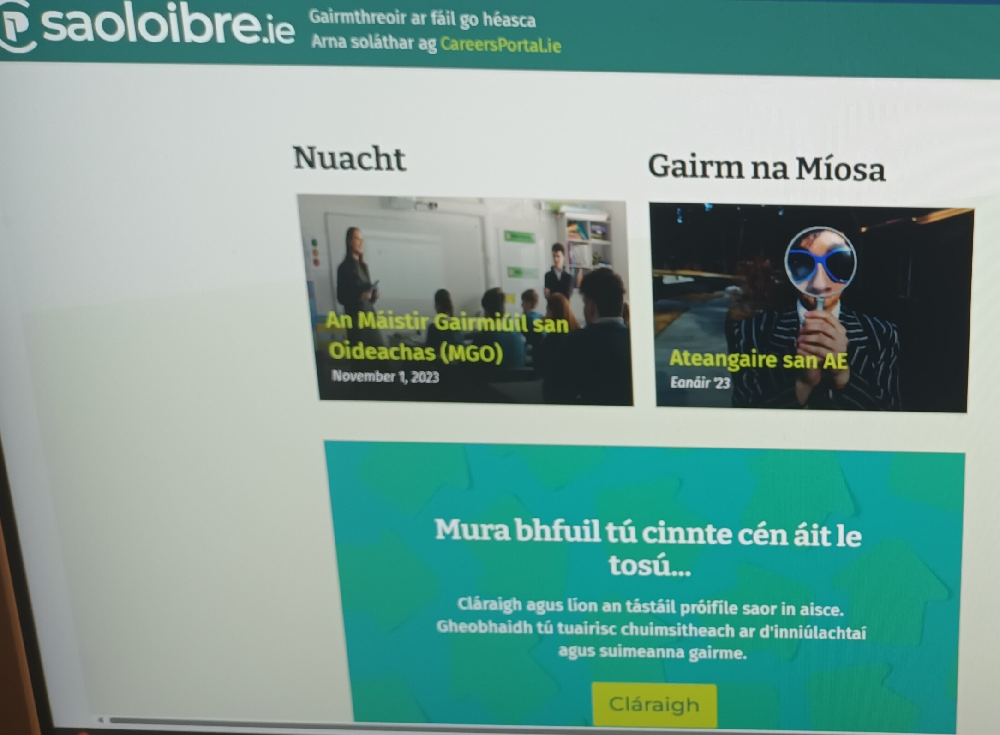 saoloibre.ie
Gairmthreoir ar fáil go héasca
Arna soláthar ag CareersPortal.ie
Nuacht
An Máistir Gairmiúil san
Oideachas (MGO)
November 1, 2023
Gairm na Míosa
Ateangaire san AE
Eanáir '23
Mura bhfuil tú cinnte cén áit le
tosú...
Cláraigh agus líon an tástáil próifíle saor in aisce.
Gheobhaidh tú tuairisc chuimsitheach ar d'inniúlachtaí
agus suimeanna gairme.
Cláraigh